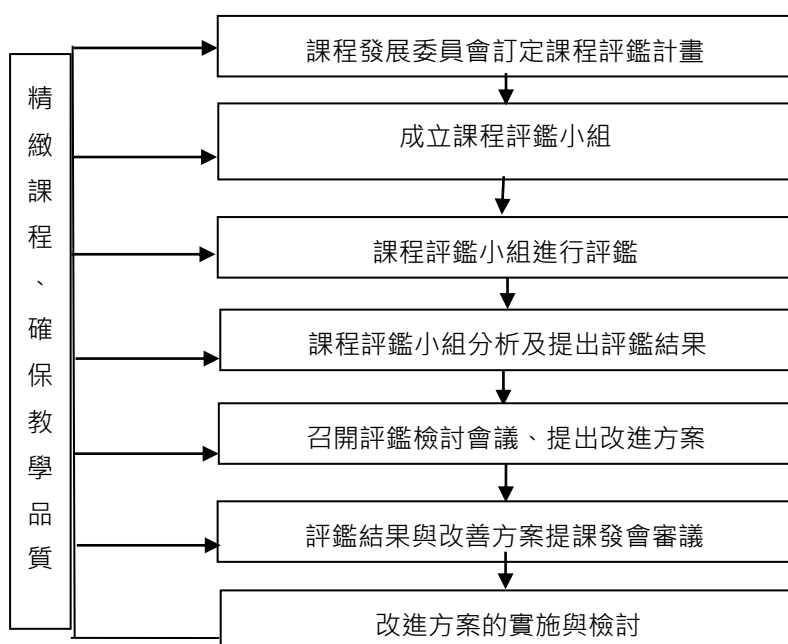 精緻課程、確保教學品質
課程發展委員會訂定課程評鑑計畫
成立課程評鑑小組
課程評鑑小組進行評鑑
課程評鑑小組分析及提出評鑑結果
召開評鑑檢討會議、提出改進方案
評鑑結果與改善方案提課發會審議
改進方案的實施與檢討